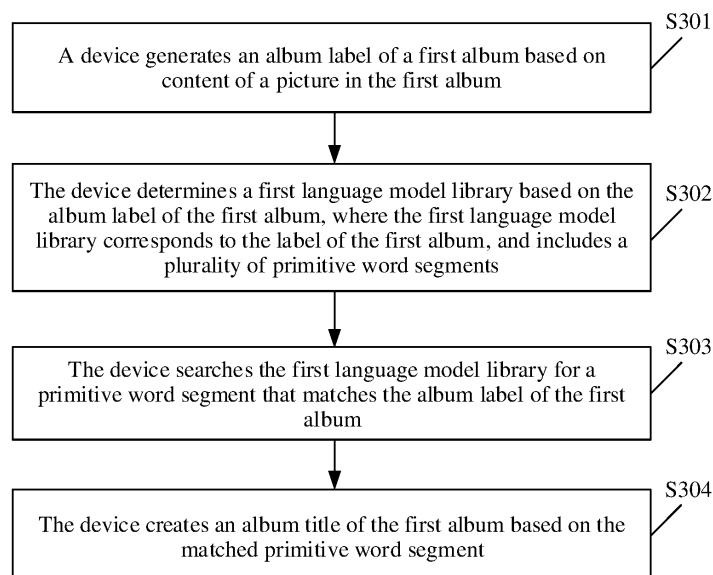 S301
A device generates an album label of a first album based on
content of a picture in the first album
S302
The device determines a first language model library based on the
album label of the first album, where the first language model
library corresponds to the label of the first album, and includes a
plurality of primitive word segments
S303
The device searches the first language model library for a
primitive word segment that matches the album label of the first
album
S304
The device creates an album title of the first album based on the
matched primitive word segment